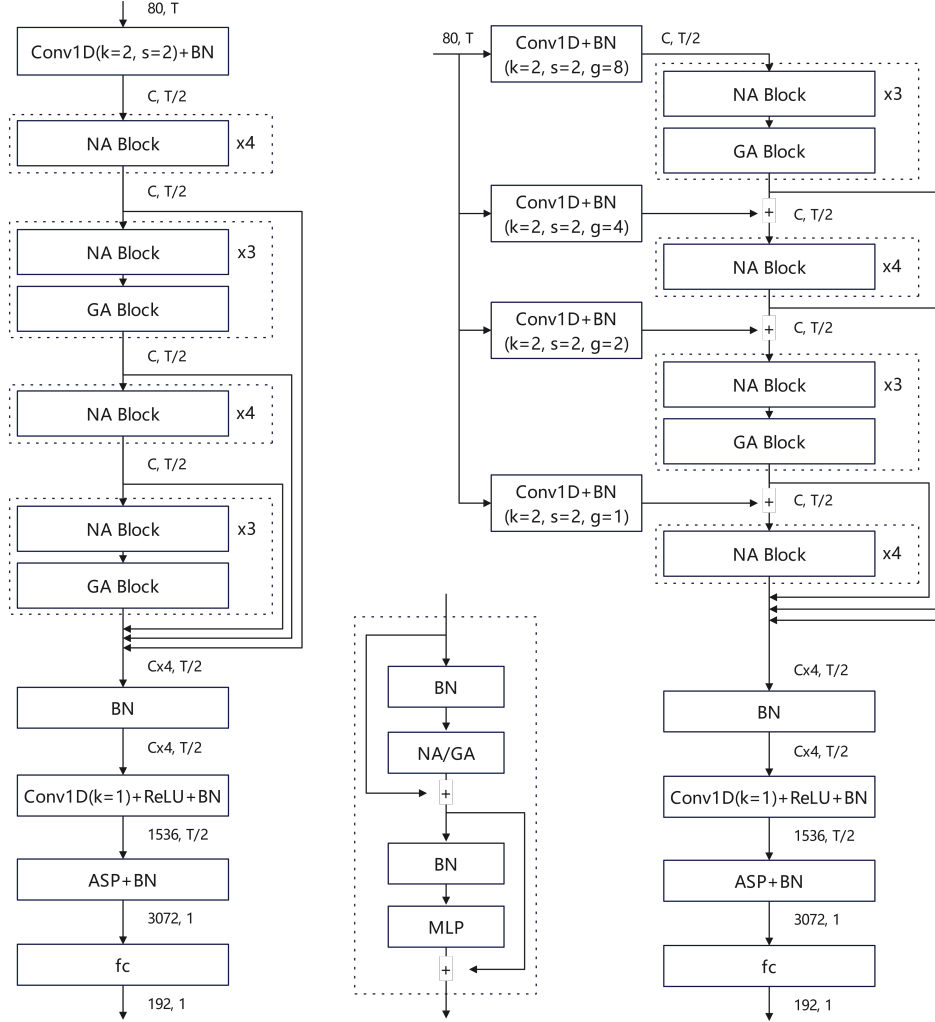 80, T
Conv1D(k=2, s=2)+BN
C, T/2
NA Block
x4
C, T/2
NA Block
x3
GA Block
C, T/2
NA Block
x4
C, T/2
NA Block
x3
GA Block
Cx4, T/2
BN
Cx4, T/2
Conv1D(k=1)+ReLU+BN
1536, T/2
ASP+BN
3072, 1
fc
192, 1
BN
NA/GA
+
BN
MLP
+
80, T
Conv1D+BN
(k=2, s=2, g=8)
C, T/2
NA Block
x3
GA Block
Conv1D+BN
(k=2, s=2, g=4)
+
C, T/2
NA Block
x4
Conv1D+BN
(k=2, s=2, g=2)
+
C, T/2
NA Block
x3
GA Block
Conv1D+BN
(k=2, s=2, g=1)
+
C, T/2
NA Block
x4
Cx4, T/2
BN
Cx4, T/2
Conv1D(k=1)+ReLU+BN
1536, T/2
ASP+BN
3072, 1
fc
192, 1